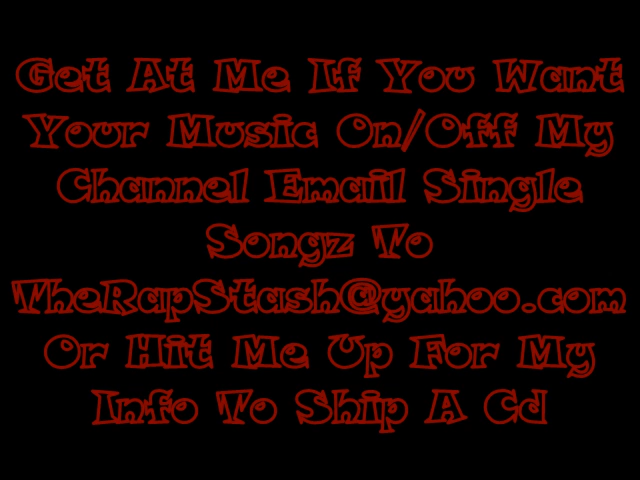 Get At Me If You Want
Your Music On/Off My
Channel Email Single
Songz To
TheRapStash@yahoo.com
Or Hit Me Up For My
Info To Ship A Cd